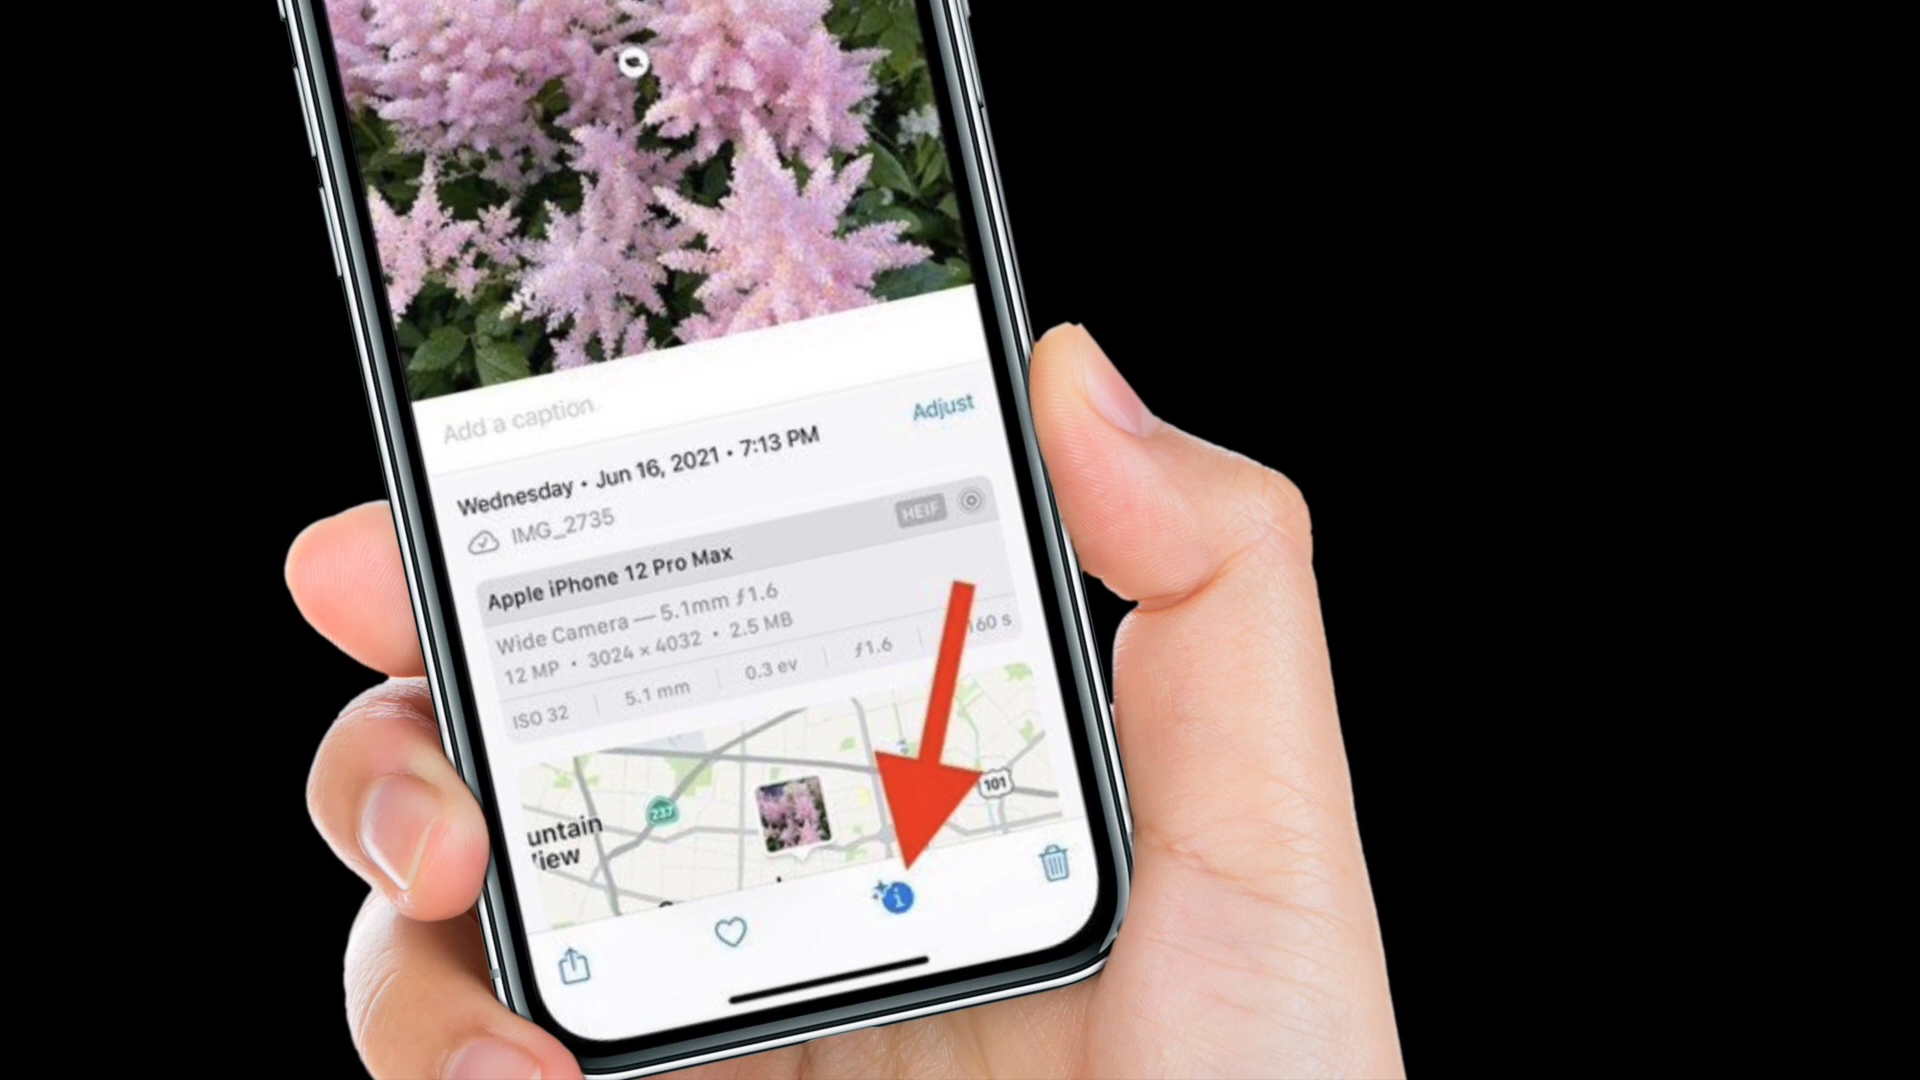 Add a caption
Adjust
Wednesday • Jun 16, 2021 • 7:13 PM
IMG_2735
HEIF
Apple iPhone 12 Pro Max
Wide Camera — 5.1mm ƒ1.6
12 MP • 3024 × 4032 • 2.5 MB
ISO 32
5.1 mm
0.3 ev
ƒ1.6
160 s
237
101
untain
View
i